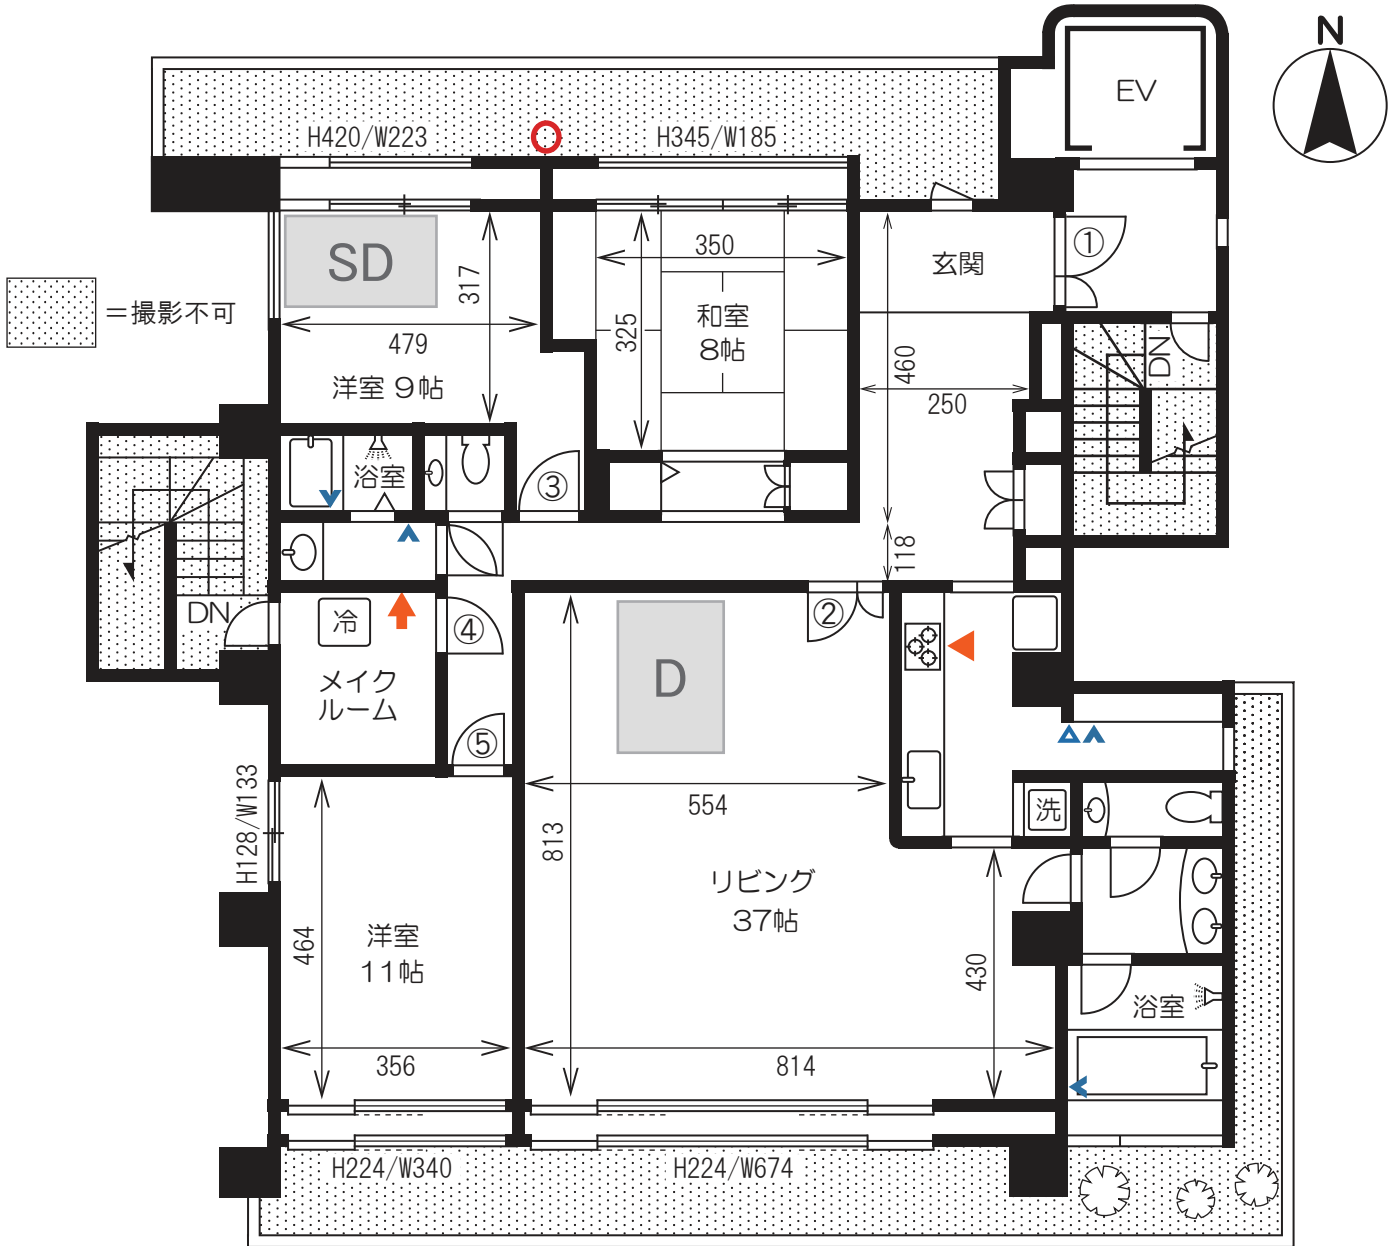 N
EV
H420/W223
H345/W185
①
SD
350
玄関
317
＝撮影不可
和室
8帖
325
DN
479
460
洋室 9帖
250
浴室
③
118
DN
冷
④
②
メイク
ルーム
D
⑤
554
H128/W133
813
洗
リビング
37帖
洋室
11帖
464
430
浴室
356
814
H224/W340
H224/W674